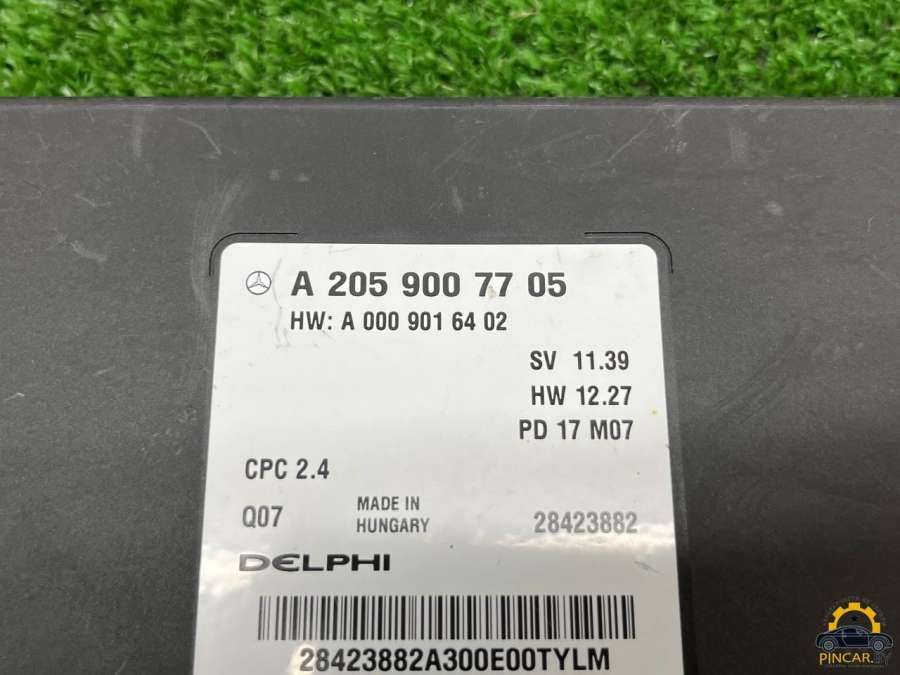 A 205 900 77 05
HW: A 000 901 64 02
SV 11.39
HW 12.27
PD 17 M07
CPC 2.4
Q07
MADE IN
HUNGARY
28423882
DELPHI
28423882A300E00TYLM
PINCAR.BY